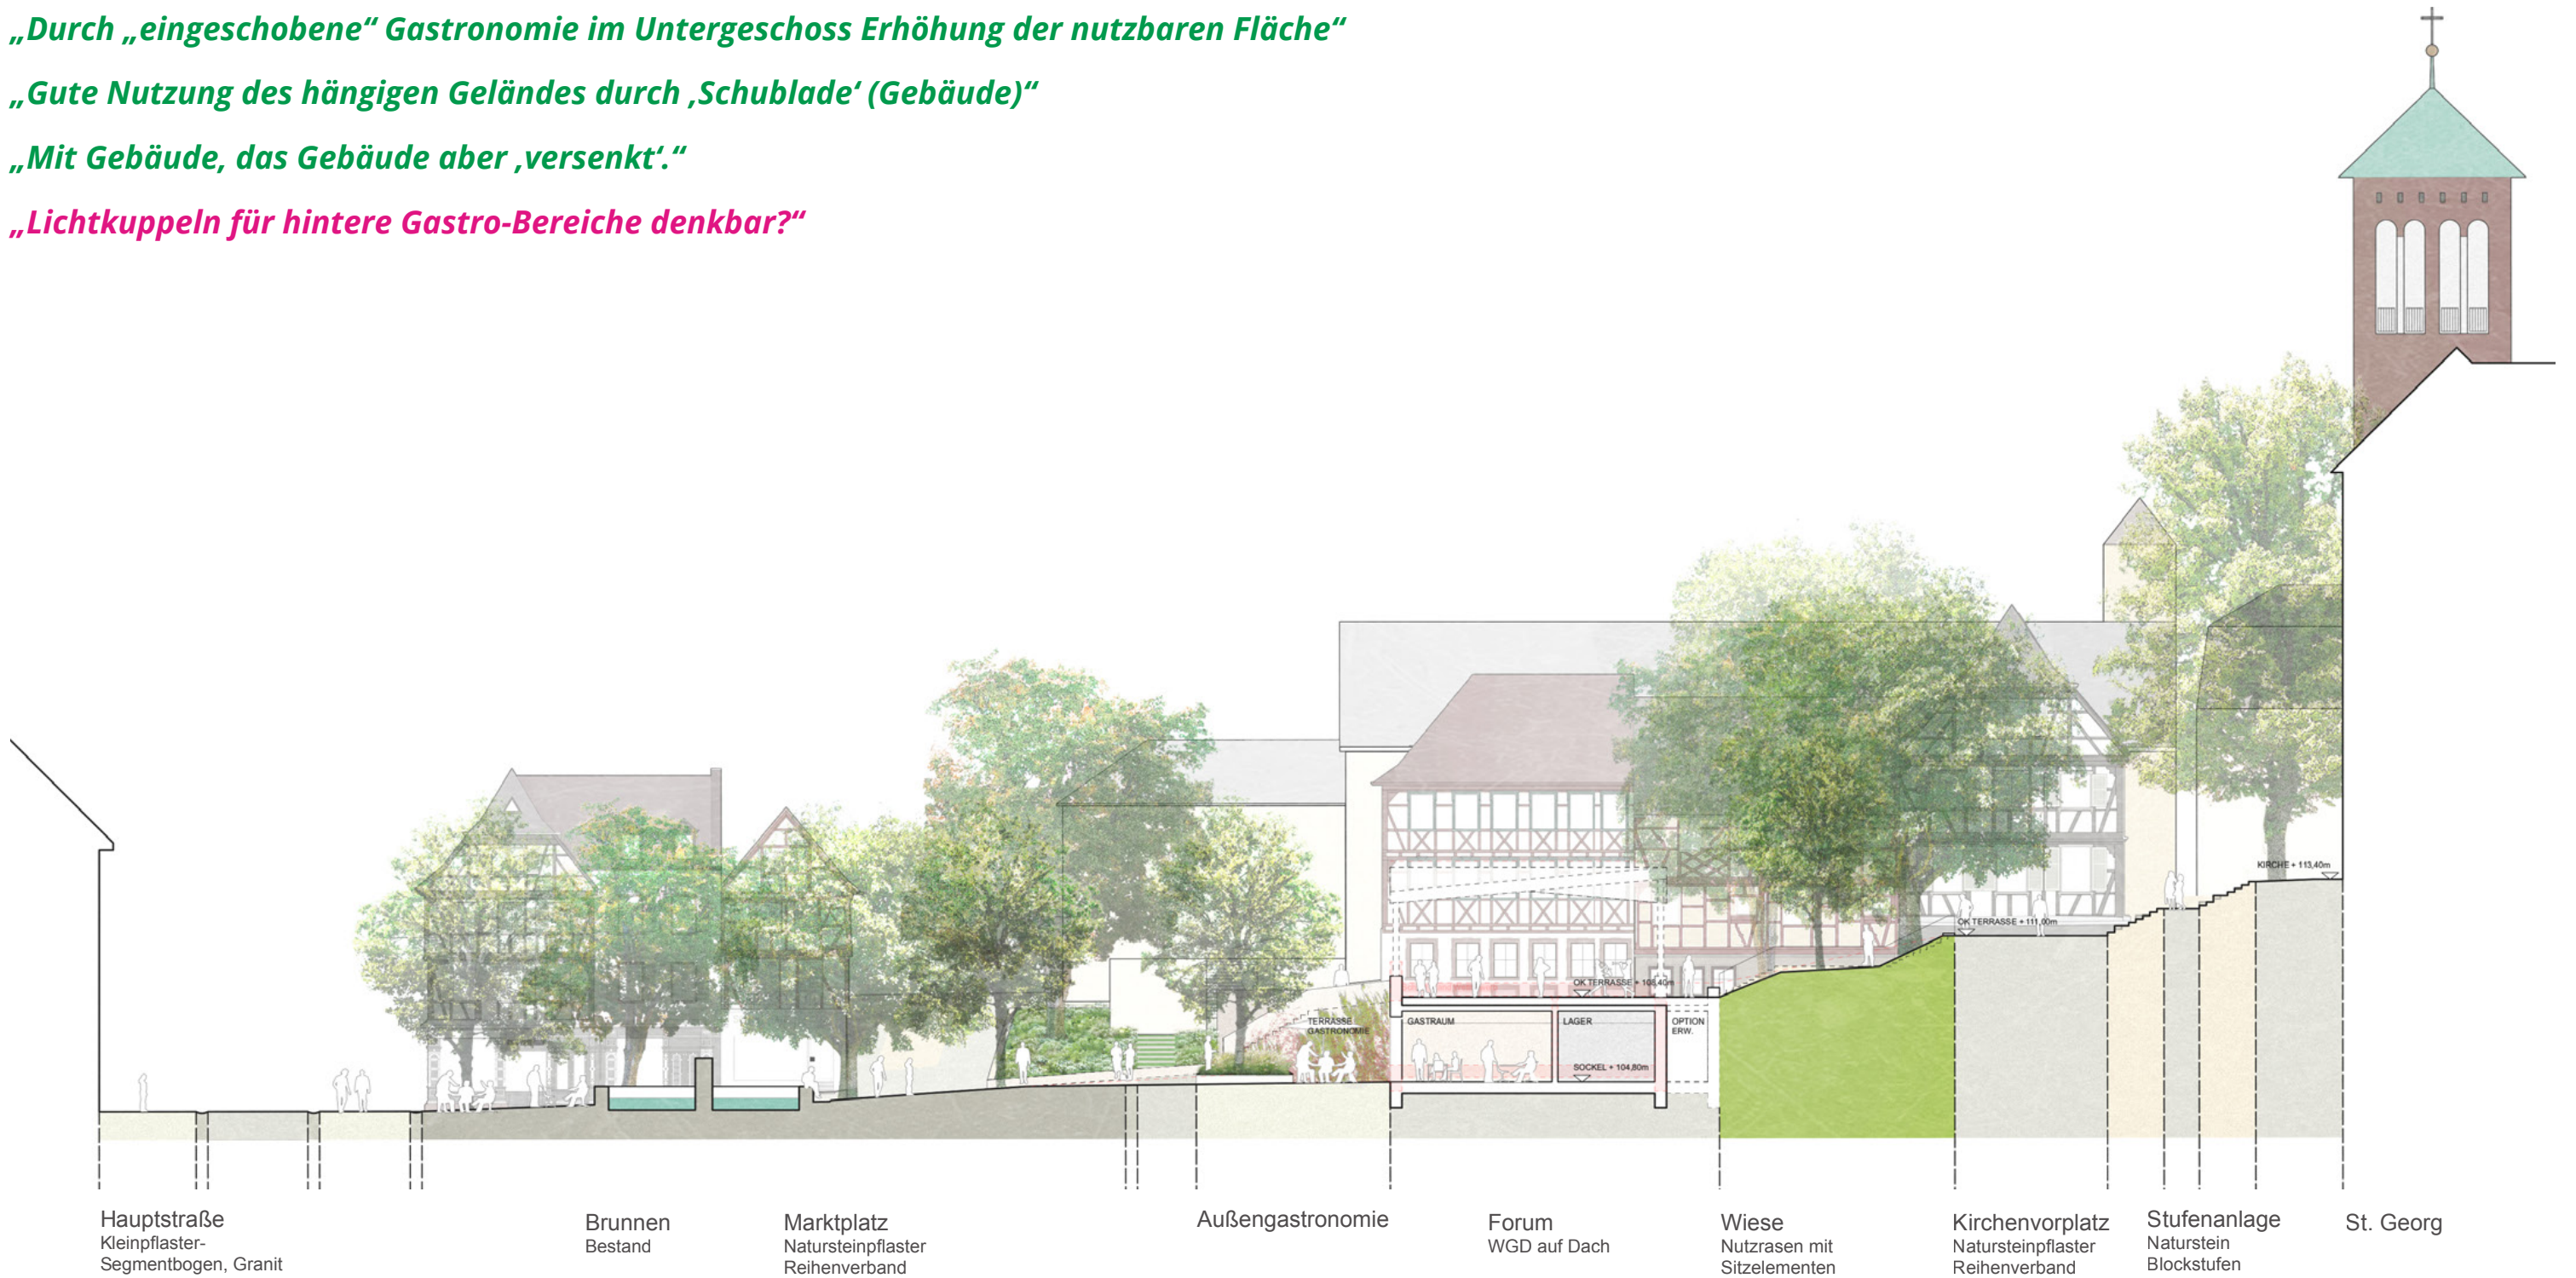 „Durch „eingeschobene“ Gastronomie im Untergeschoss Erhöhung der nutzbaren Fläche“
„Gute Nutzung des hängigen Geländes durch ‚Schublade‘ (Gebäude)“
„Mit Gebäude, das Gebäude aber ‚versenkt‘.“
„Lichtkuppeln für hintere Gastro-Bereiche denkbar?“
KIRCHE + 113,40m
OK TERRASSE + 111,00m
OK TERRASSE + 108,40m
TERRASSE
GASTRONOMIE
GASTRAUM
LAGER
OPTION
ERW.
SOCKEL + 104,80m
Hauptstraße
Kleinpflaster-
Segmentbogen, Granit
Brunnen
Bestand
Marktplatz
Natursteinpflaster
Reihenverband
Außengastronomie
Forum
WGD auf Dach
Wiese
Nutzrasen mit
Sitzelementen
Kirchenvorplatz
Natursteinpflaster
Reihenverband
Stufenanlage
Naturstein
Blockstufen
St. Georg